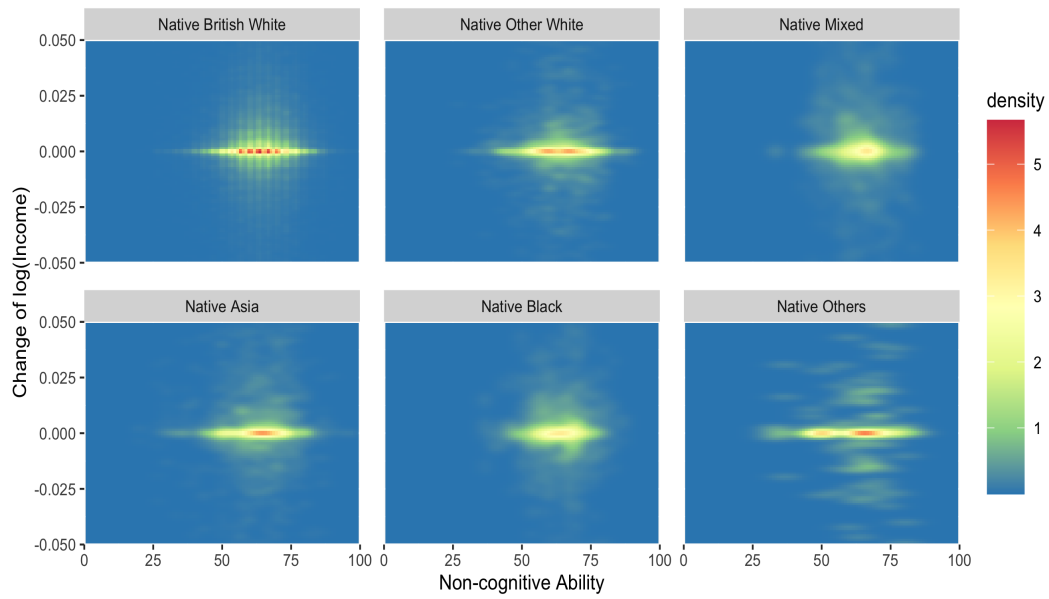 Native British White Native Other White Native Mixed
0.050
0.025
0.000
-0.025
-0.050
Native Asia Native Black Native Others
0.050
0.025
0.000
-0.025
-0.050
0 25 50 75 100 0 25 50 75 100 0 25 50 75 100
Non-cognitive Ability
Change of log(Income)
density
5
4
3
2
1